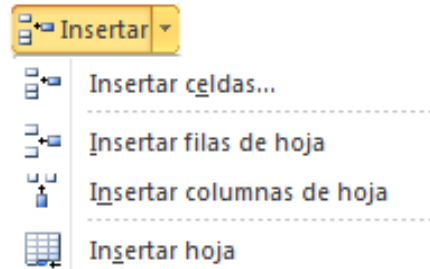 Insertar
Insertar celdas...
Insertar filas de hoja
Insertar columnas de hoja
Insertar hoja